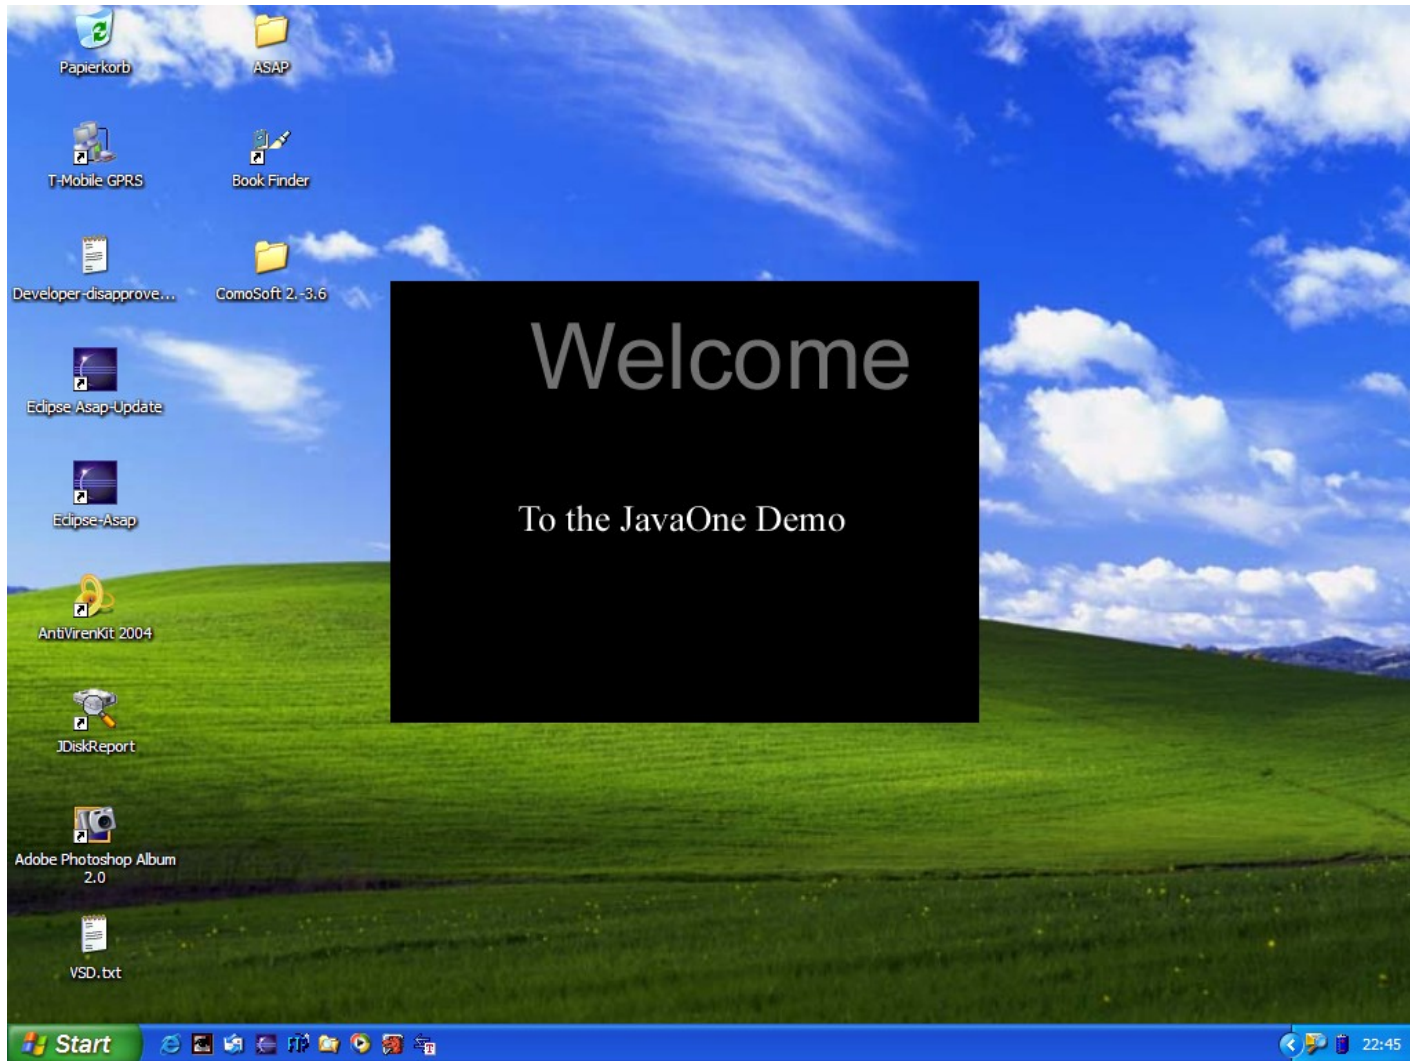 Papierkorb
ASAP
T-Mobile GPRS
Book Finder
Developer-disapprove...
ComoSoft 2.-3.6
Eclipse Asap-Update
Eclipse-Asap
AntiVirenKit 2004
JDiskReport
Adobe Photoshop Album
2.0
VSD.txt
Welcome
To the JavaOne Demo
Start
FTP
22:45